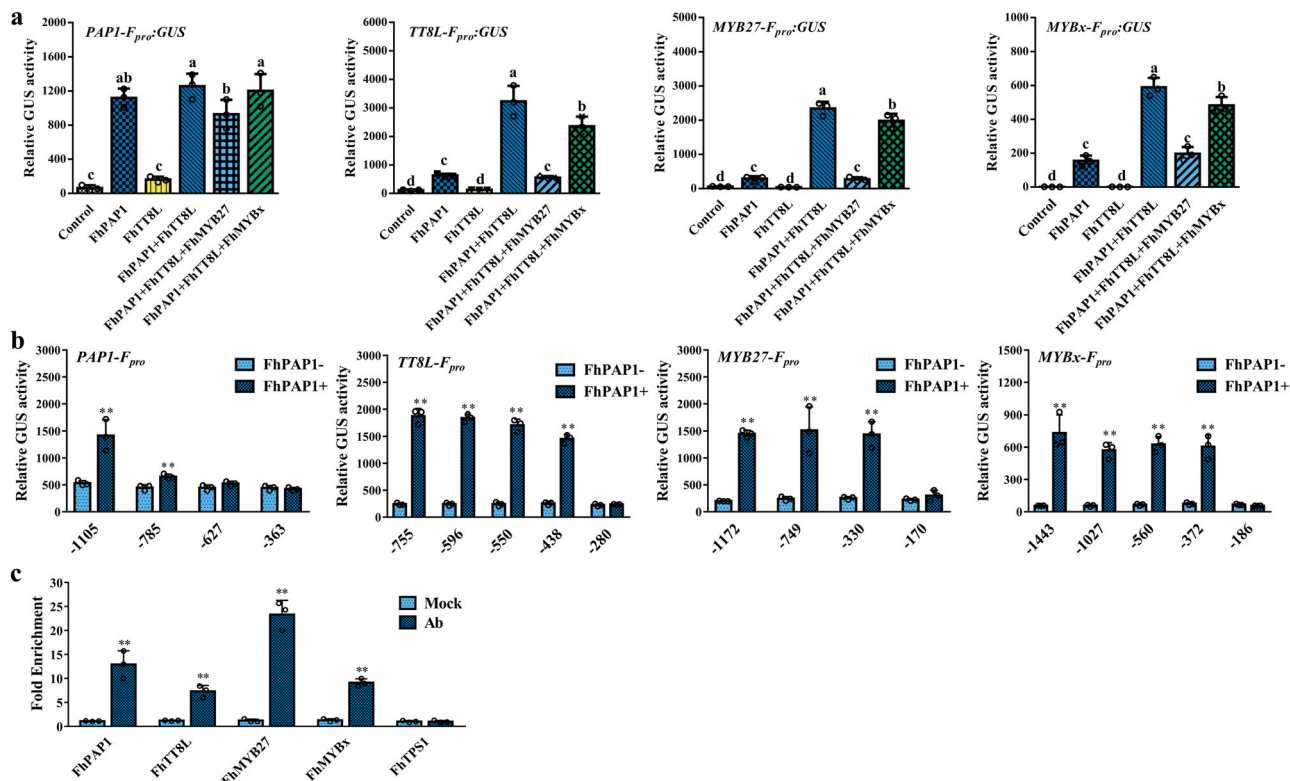 a
PAP1-Fpro:GUS
Relative GUS activity
1600
1200
800
400
0
c
ab
c
a
b
a
Control
FhPAP1
FhTT8L
FhPAP1+FhTT8L
FhPAP1+FhTT8L+FhMYB27
FhPAP1+FhTT8L+FhMYBx
TT8L-Fpro:GUS
Relative GUS activity
6000
5000
4000
3000
2000
1000
0
d
c
d
a
c
b
Control
FhPAP1
FhTT8L
FhPAP1+FhTT8L
FhPAP1+FhTT8L+FhMYB27
FhPAP1+FhTT8L+FhMYBx
MYB27-Fpro:GUS
Relative GUS activity
5000
4000
3000
2000
1000
0
d
c
d
a
c
b
Control
FhPAP1
FhTT8L
FhPAP1+FhTT8L
FhPAP1+FhTT8L+FhMYB27
FhPAP1+FhTT8L+FhMYBx
MYBx-Fpro:GUS
Relative GUS activity
1000
800
600
400
200
0
d
c
d
a
c
b
Control
FhPAP1
FhTT8L
FhPAP1+FhTT8L
FhPAP1+FhTT8L+FhMYB27
FhPAP1+FhTT8L+FhMYBx
b
PAP1-Fpro
FhPAP1-
FhPAP1+
Relative GUS activity
3000
2500
2000
1500
1000
500
0
**
**
-1105
-785
-627
-363
TT8L-Fpro
FhPAP1-
FhPAP1+
Relative GUS activity
3000
2500
2000
1500
1000
500
0
**
**
**
**
-755
-596
-550
-438
-280
MYB27-Fpro
FhPAP1-
FhPAP1+
Relative GUS activity
3000
2500
2000
1500
1000
500
0
**
**
**
-1172
-749
-330
-170
MYBx-Fpro
FhPAP1-
FhPAP1+
Relative GUS activity
1500
1200
900
600
300
0
**
**
**
**
-1443
-1027
-560
-372
-186
c
Mock
Ab
Fold Enrichment
30
25
20
15
10
5
0
**
**
**
**
FhPAP1
FhTT8L
FhMYB27
FhMYBx
FhTPS1